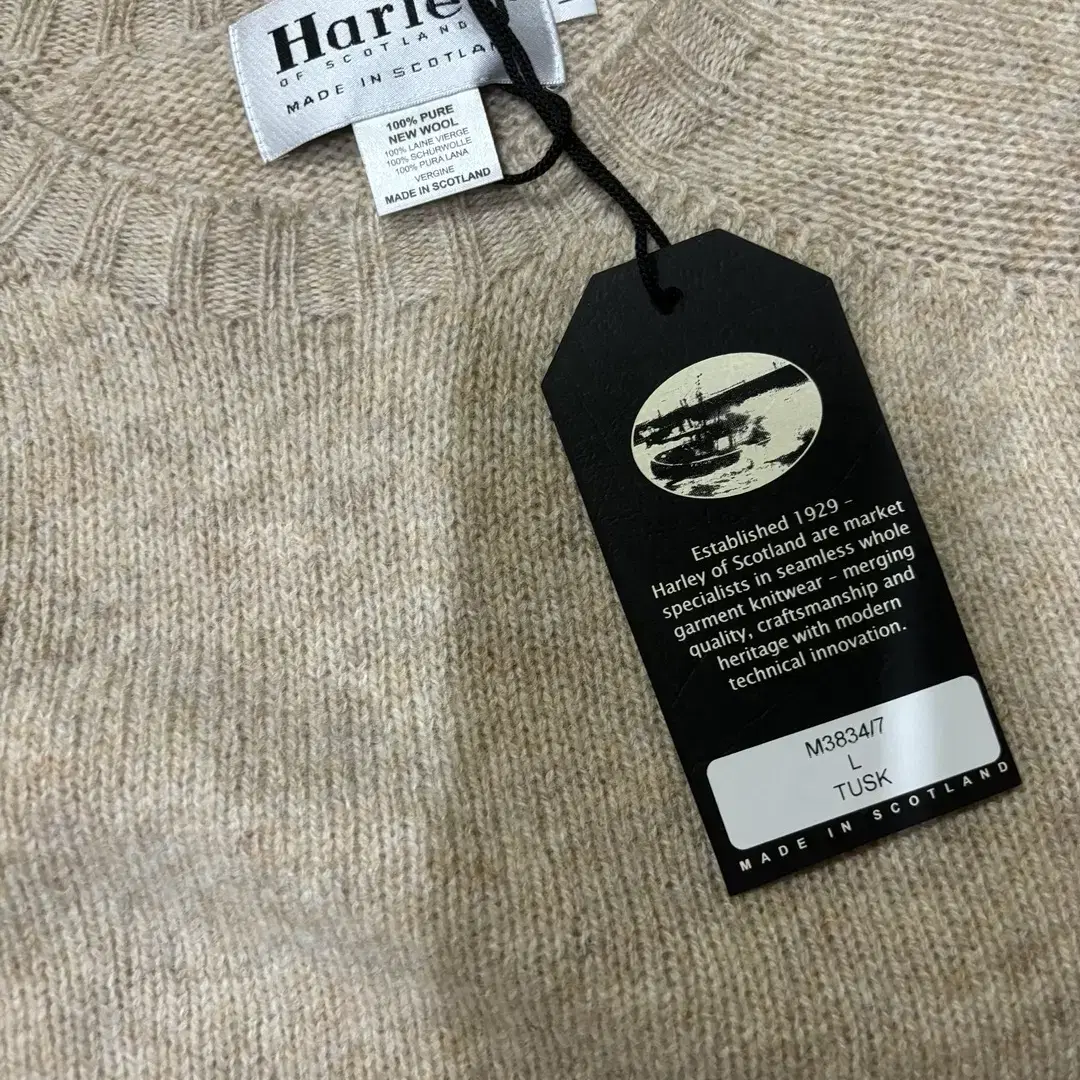 Harley
OF SCOTLAND
MADE IN SCOTLAND
100% PURE
NEW WOOL
100% LAINE VIERGE
100% SCHURWOLLE
100% PURA LANA
VERGINE
MADE IN SCOTLAND
Established 1929 –
Harley of Scotland are market
specialists in seamless whole
garment knitwear – merging
quality, craftsmanship and
heritage with modern
technical innovation.
M3834/7
L
TUSK
MADE IN SCOTLAND